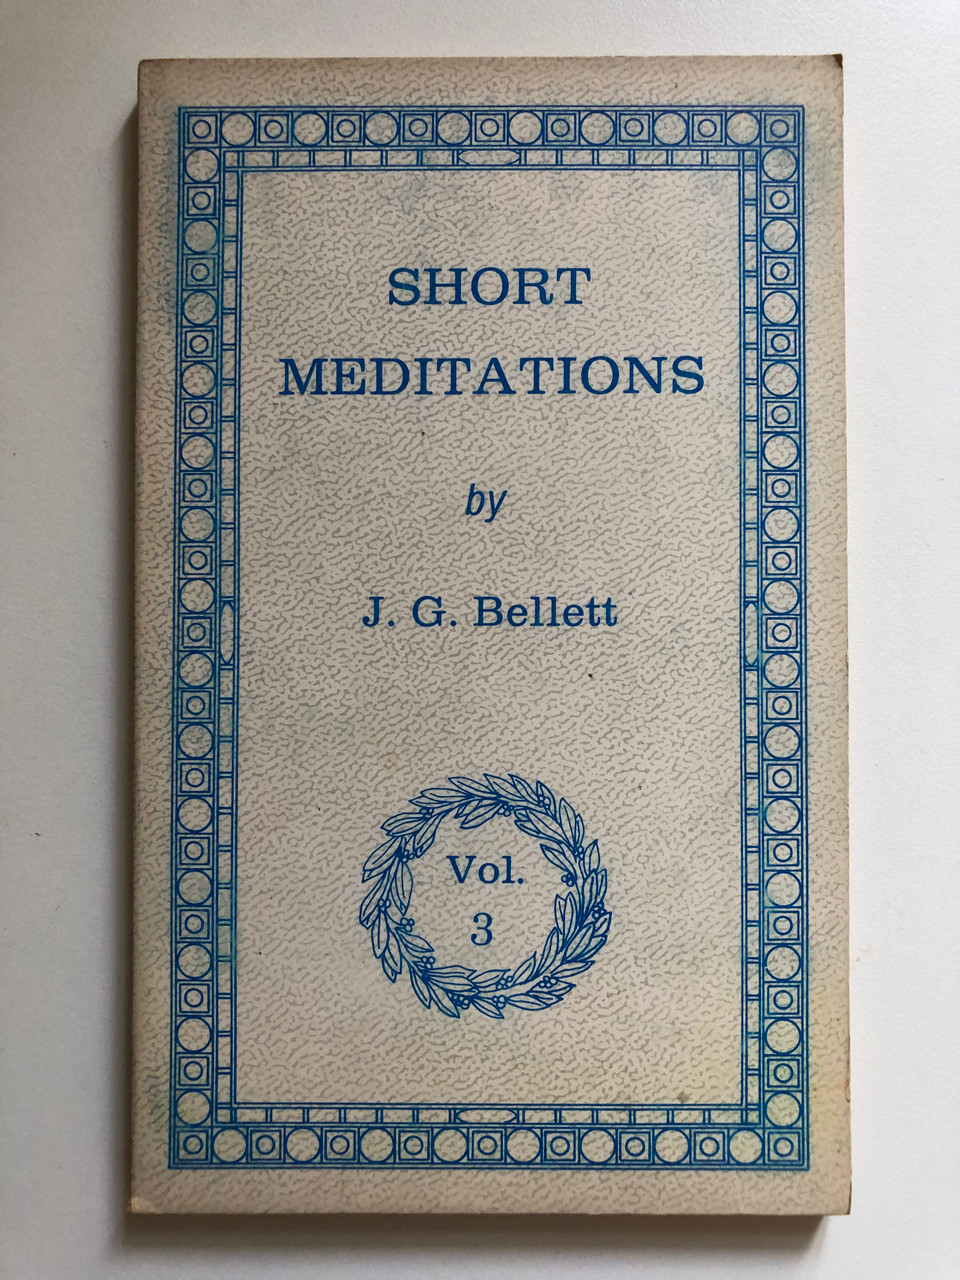 SHORT
MEDITATIONS
by
J. G. Bellett
Vol.
3